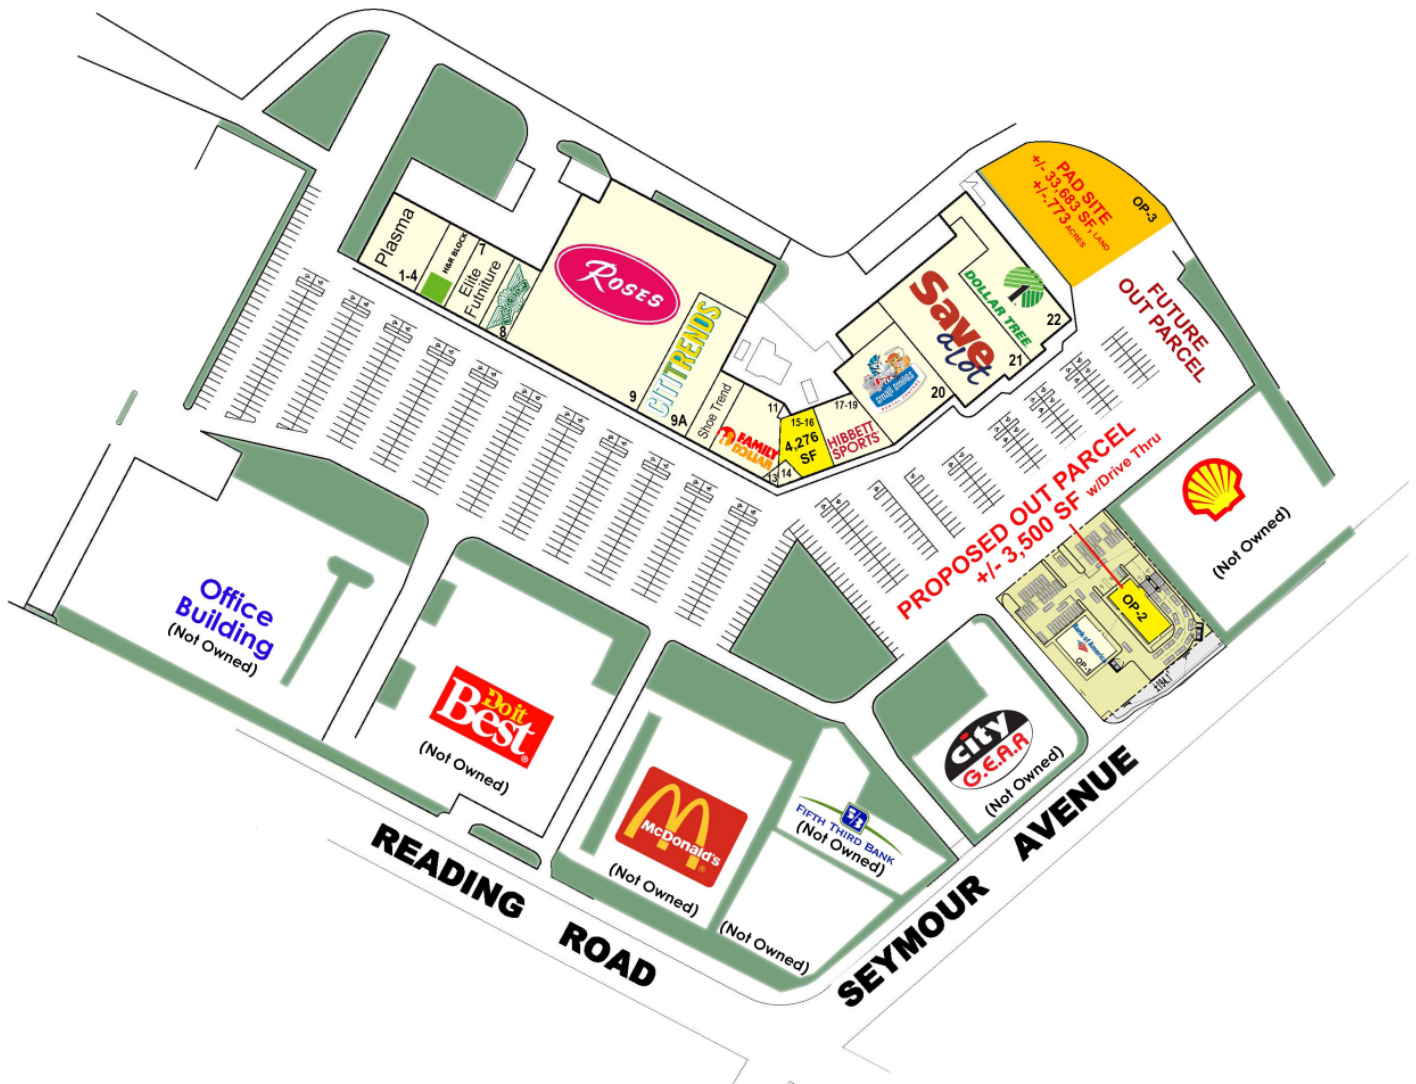 Plasma
1-4
H&R BLOCK
7
Elite
Futniture
8
ROSES
9
CITITRENDS
9A
Shoe Trend
11
FAMILY
DOLLAR
13
14
15-16
4,276
SF
17-19
HIBBETT
SPORTS
small smiles
20
Save
a lot
DOLLAR TREE
21
22
PAD SITE
+/- 33,683 SF, LAND
+/-.773 ACRES
OP-3
FUTURE
OUT PARCEL
PROPOSED OUT PARCEL
+/- 3,500 SF w/Drive Thru
(Not Owned)
OP-2
Bank of America
OP-1
±194.1'
Office
Building
(Not Owned)
Do it
Best
(Not Owned)
McDonald's
(Not Owned)
FIFTH THIRD BANK
(Not Owned)
(Not Owned)
city
G.E.A.R
(Not Owned)
READING ROAD
SEYMOUR AVENUE